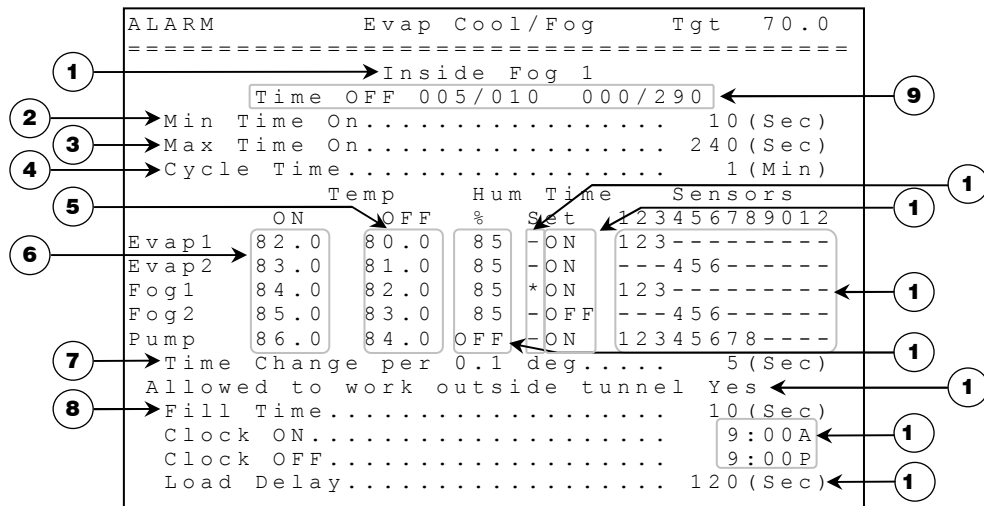 ALARM Evap Cool/Fog Tgt 70.0
========================================
1 Inside Fog 1
Time OFF 005/010 000/290 9
2 Min Time On................. 10(Sec)
3 Max Time On................. 240(Sec)
4 Cycle Time.................. 1(Min)
Temp Hum Time Sensors 1
5 ON OFF % Set 123456789012 1
Evap1 82.0 80.0 85 -ON 123---------
6 Evap2 83.0 81.0 85 -ON ---456------
Fog1 84.0 82.0 85 *ON 123--------- 1
Fog2 85.0 83.0 85 -OFF ---456------
Pump 86.0 84.0 OFF -ON 12345678---- 1
7 Time Change per 0.1 deg..... 5(Sec)
Allowed to work outside tunnel Yes 1
8 Fill Time................... 10(Sec)
Clock ON.................... 9:00A 1
Clock OFF................... 9:00P
Load Delay.................. 120(Sec) 1